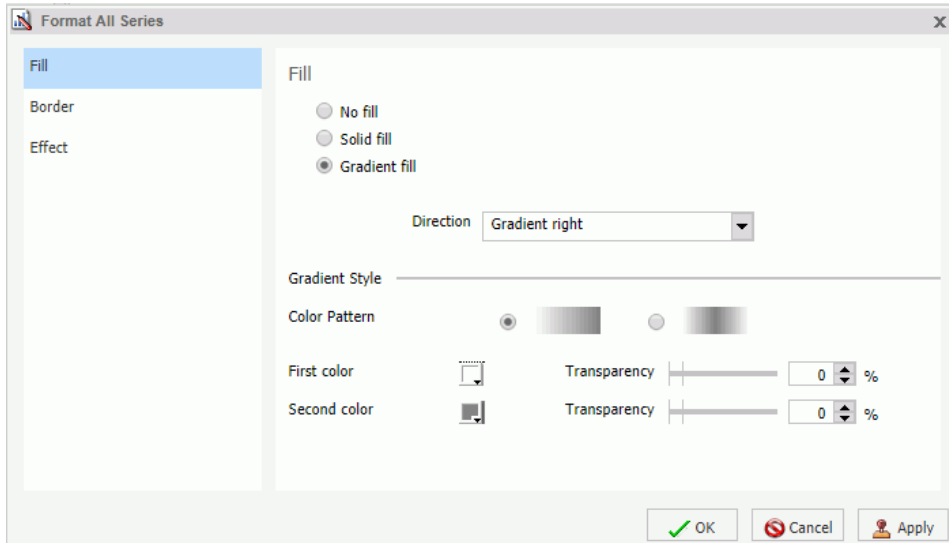 Format All Series
x
Fill
Border
Effect
Fill
No fill
Solid fill
Gradient fill
Direction Gradient right
Gradient Style
Color Pattern
First color Transparency 0 %
Second color Transparency 0 %
OK Cancel Apply